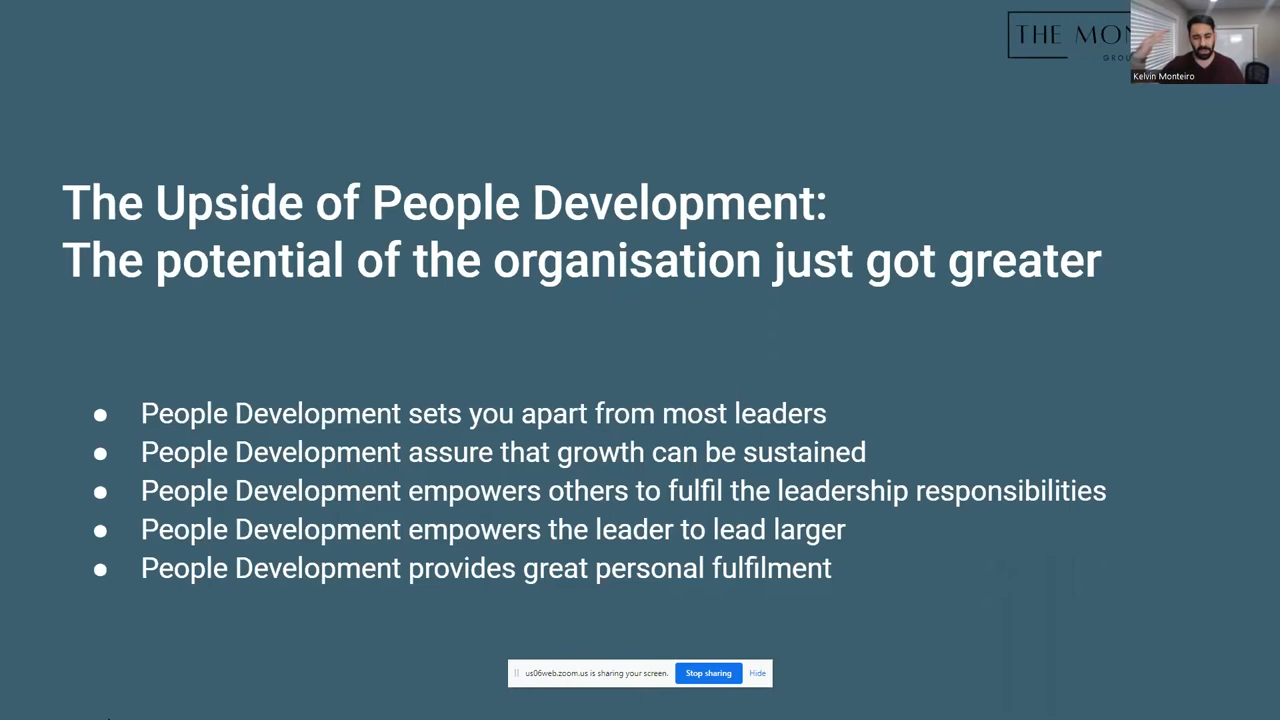 THE MON
GROU
Kelvin Monteiro
The Upside of People Development:
The potential of the organisation just got greater
● People Development sets you apart from most leaders
● People Development assure that growth can be sustained
● People Development empowers others to fulfil the leadership responsibilities
● People Development empowers the leader to lead larger
● People Development provides great personal fulfilment
us06web.zoom.us is sharing your screen. Stop sharing Hide